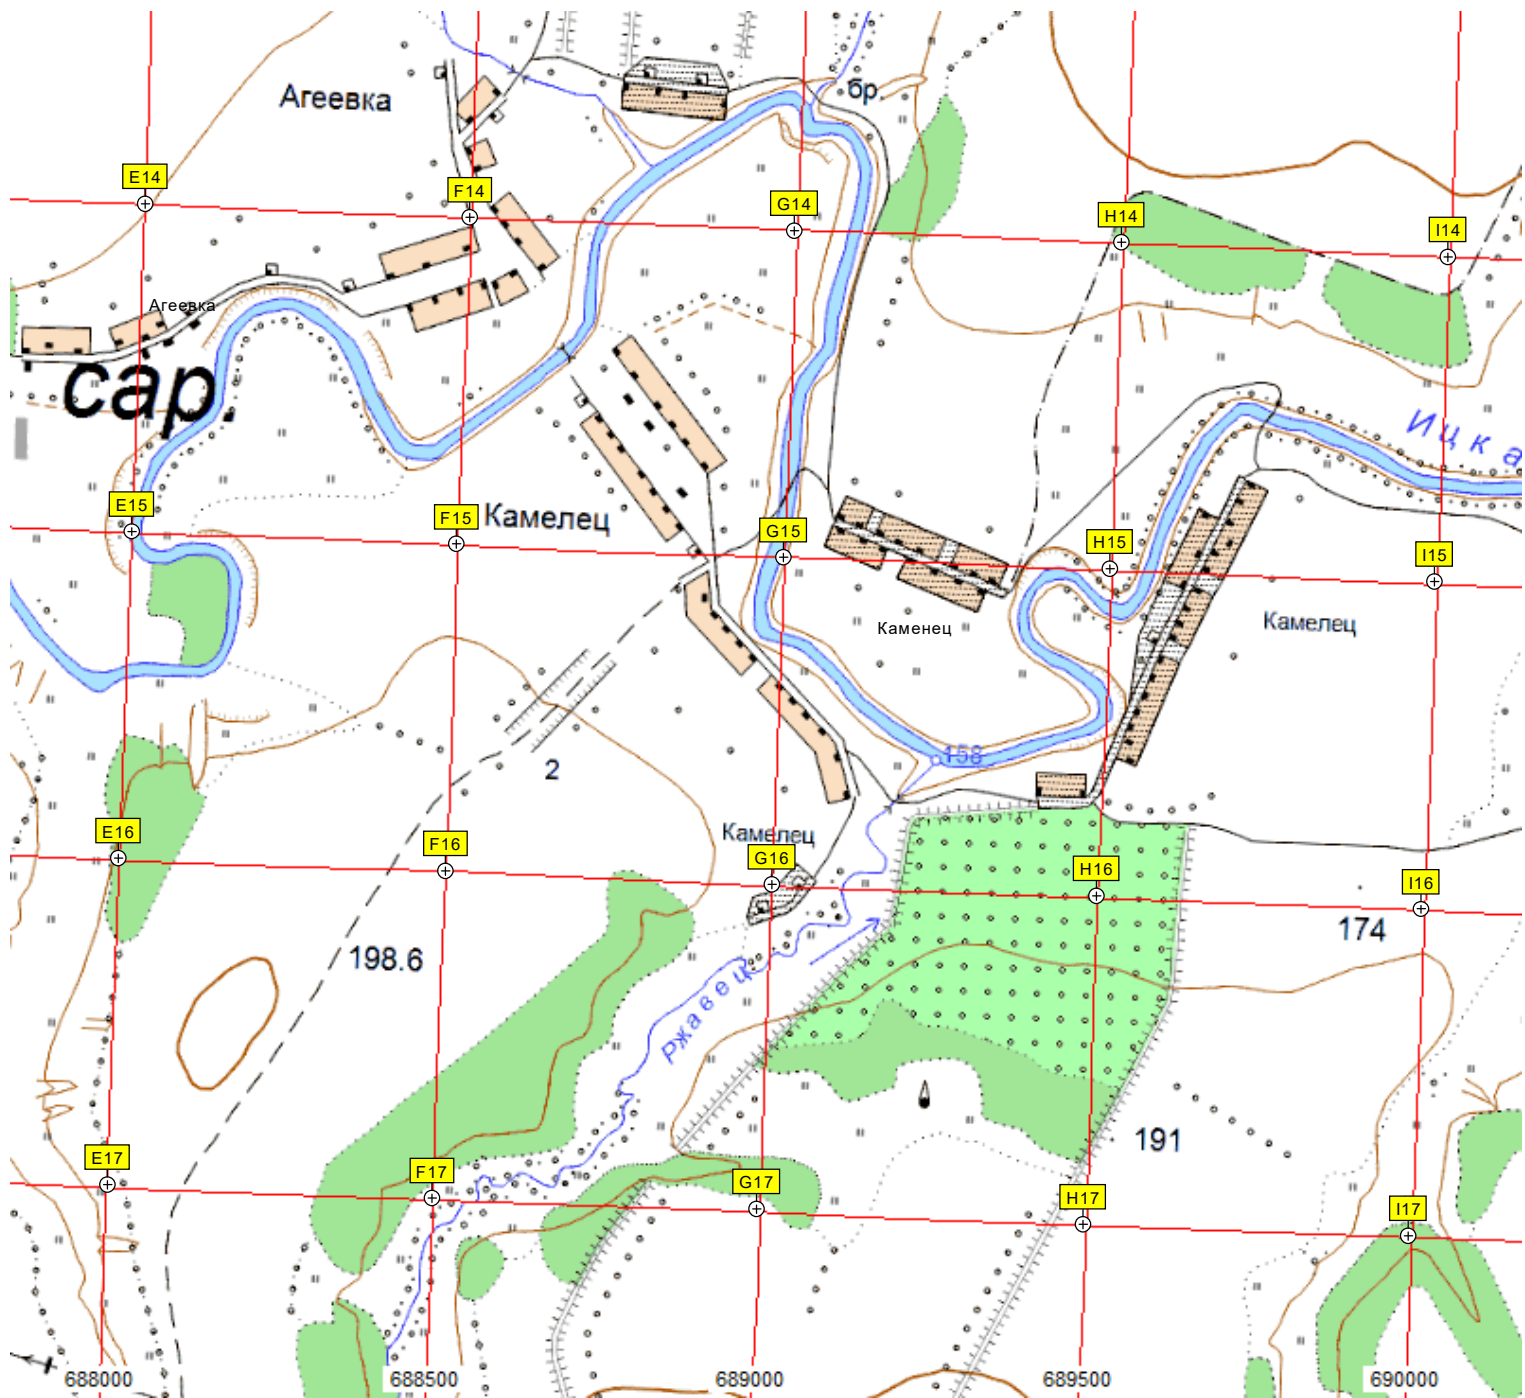 Агеевка
бр.
E14
F14
G14
H14
I14
Агеевка
сар.
Ицка
E15
F15
Камелец
G15
H15
I15
Каменец
Камелец
158
2
Камелец
E16
F16
G16
H16
I16
198.6
174
Ржавец
191
E17
F17
G17
H17
I17
688000
688500
689000
689500
690000